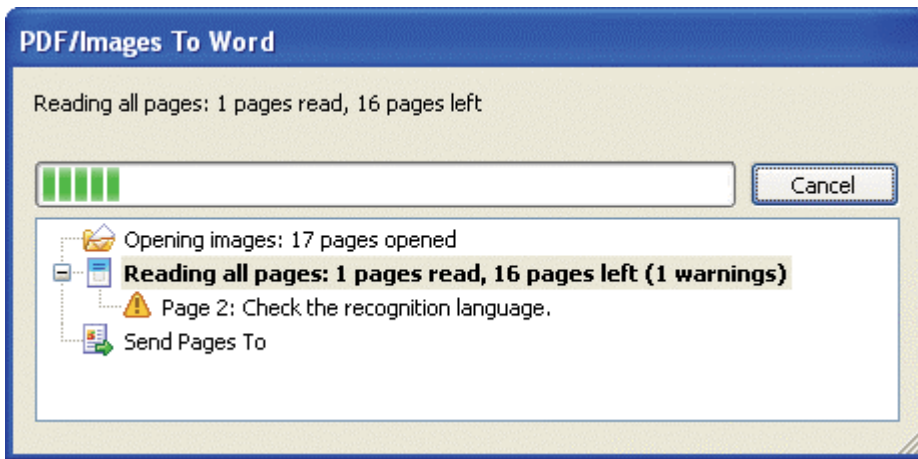 PDF/Images To Word
Reading all pages: 1 pages read, 16 pages left
Cancel
Opening images: 17 pages opened
Reading all pages: 1 pages read, 16 pages left (1 warnings)
Page 2: Check the recognition language.
Send Pages To